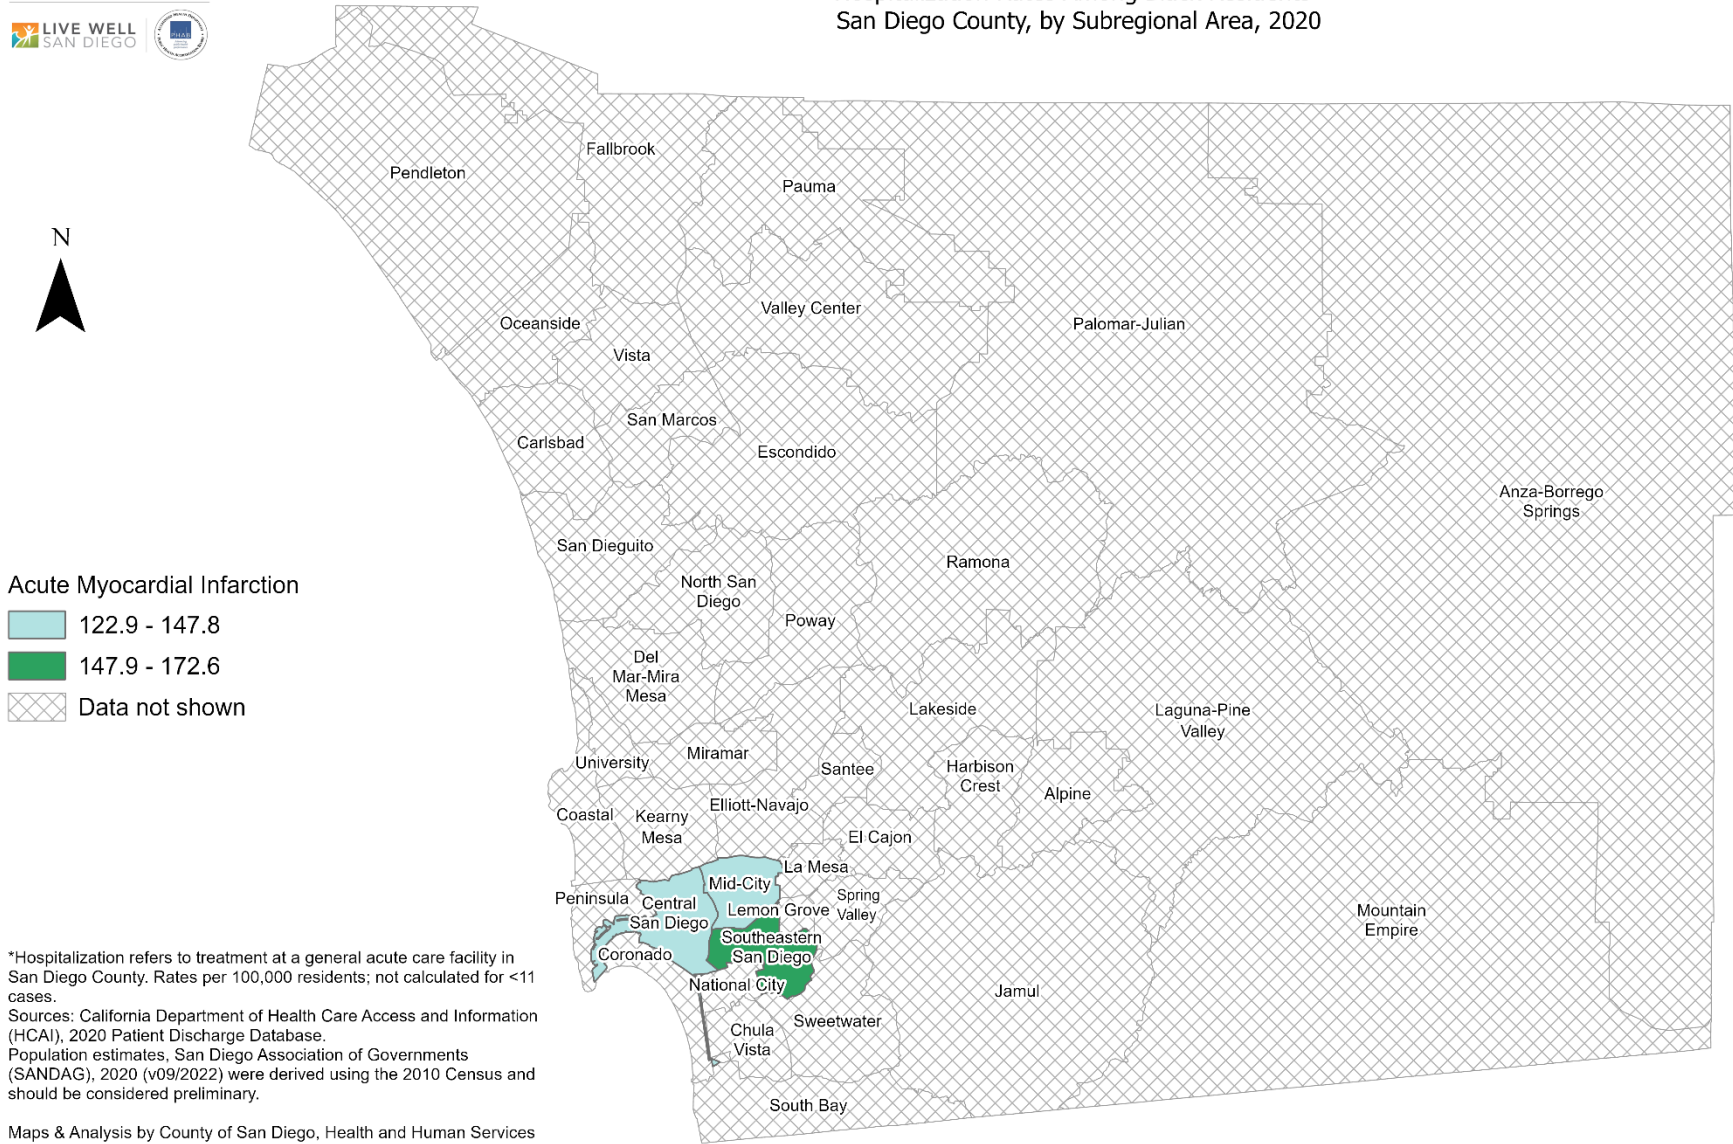 LIVE WELL
SAN DIEGO
PHAB
San Diego County, by Subregional Area, 2020
N
Pendleton
Fallbrook
Pauma
Oceanside
Vista
Valley Center
Palomar-Julian
San Marcos
Carlsbad
Escondido
Anza-Borrego
Springs
San Dieguito
North San
Diego
Ramona
Poway
Del
Mar-Mira
Mesa
Lakeside
Laguna-Pine
Valley
University
Miramar
Santee
Harbison
Crest
Alpine
Coastal
Kearny
Mesa
Elliott-Navajo
El Cajon
La Mesa
Mid-City
Peninsula
Central
San Diego
Lemon Grove
Spring
Valley
Mountain
Empire
Southeastern
San Diego
Coronado
National City
Jamul
Chula
Vista
Sweetwater
South Bay
Acute Myocardial Infarction
122.9 - 147.8
147.9 - 172.6
Data not shown
*Hospitalization refers to treatment at a general acute care facility in
San Diego County. Rates per 100,000 residents; not calculated for <11
cases.
Sources: California Department of Health Care Access and Information
(HCAI), 2020 Patient Discharge Database.
Population estimates, San Diego Association of Governments
(SANDAG), 2020 (v09/2022) were derived using the 2010 Census and
should be considered preliminary.
Maps & Analysis by County of San Diego, Health and Human Services